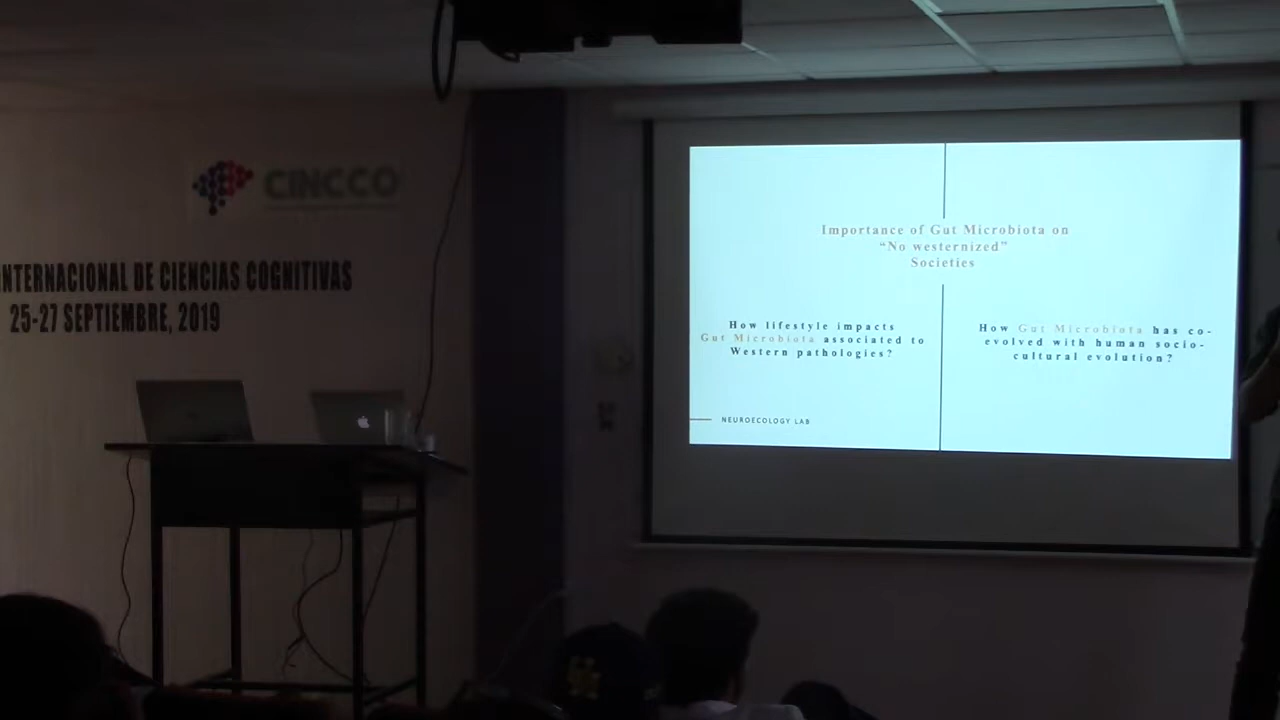 CINCCO
INTERNACIONAL DE CIENCIAS COGNITIVAS
25-27 SEPTIEMBRE, 2019
Importance of Gut Microbiota on
“No westernized”
Societies
How lifestyle impacts
Gut Microbiota associated to
Western pathologies?
How Gut Microbiota has co-
evolved with human socio-
cultural evolution?
NEUROECOLOGY LAB